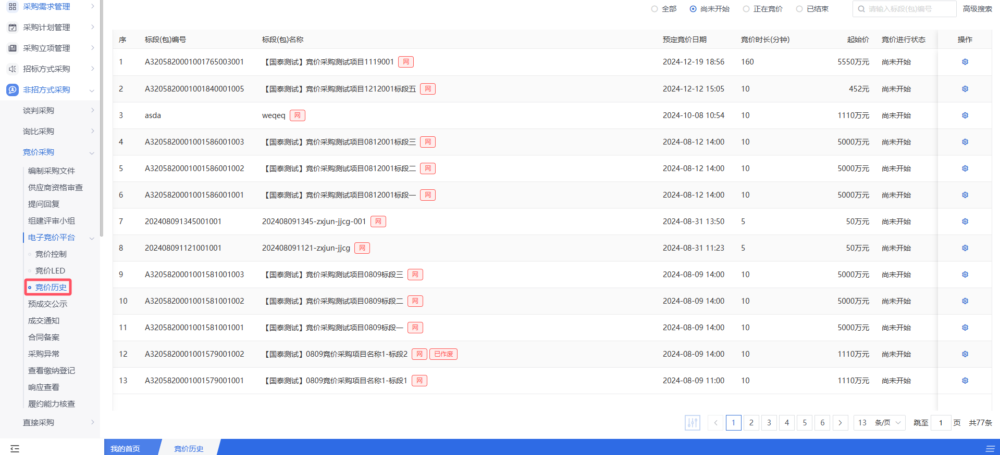 采购需求管理
采购计划管理
采购立项管理
招标方式采购
非招方式采购
谈判采购
询比采购
竞价采购
编制采购文件
供应商资格审查
提问回复
组建评审小组
电子竞价平台
竞价控制
竞价LED
竞价历史
预成交公示
成交通知
合同备案
采购异常
查看缴纳登记
响应查看
履约能力核查
直接采购
全部 尚未开始 正在竞价 已结束 请输入标段(包)编号 高级搜索
序 标段(包)编号 标段(包)名称 预定竞价日期 竞价时长(分钟) 起始价 竞价进行状态 操作
1 A3205820001001765003001 【国泰测试】竞价采购测试项目1119001 网 2024-12-19 18:56 160 5550万元 尚未开始
2 A3205820001001840001005 【国泰测试】竞价采购测试项目1212001标段五 网 2024-12-12 15:05 10 452元 尚未开始
3 asda weqeq 网 2024-10-08 10:54 10 1110万元 尚未开始
4 A3205820001001586001003 【国泰测试】竞价采购测试项目0812001标段三 网 2024-08-12 14:00 10 5000万元 尚未开始
5 A3205820001001586001002 【国泰测试】竞价采购测试项目0812001标段二 网 2024-08-12 14:00 10 5000万元 尚未开始
6 A3205820001001586001001 【国泰测试】竞价采购测试项目0812001标段一 网 2024-08-12 14:00 10 5000万元 尚未开始
7 202408091345001001 202408091345-zxjun-jjcg-001 网 2024-08-31 13:50 5 50万元 尚未开始
8 202408091121001001 202408091121-zxjun-jjcg 网 2024-08-31 11:23 5 50万元 尚未开始
9 A3205820001001581001003 【国泰测试】竞价采购测试项目0809标段三 网 2024-08-09 14:00 10 5000万元 尚未开始
10 A3205820001001581001002 【国泰测试】竞价采购测试项目0809标段二 网 2024-08-09 14:00 10 5000万元 尚未开始
11 A3205820001001581001001 【国泰测试】竞价采购测试项目0809标段一 网 2024-08-09 14:00 10 5000万元 尚未开始
12 A3205820001001579001002 【国泰测试】0809竞价采购项目名称1-标段2 网 已作废 2024-08-09 14:00 10 1110万元 尚未开始
13 A3205820001001579001001 【国泰测试】0809竞价采购项目名称1-标段1 网 2024-08-09 11:00 10 1110万元 尚未开始
1 2 3 4 5 6 13 条/页 跳至 1 页 共77条
我的首页 竞价历史